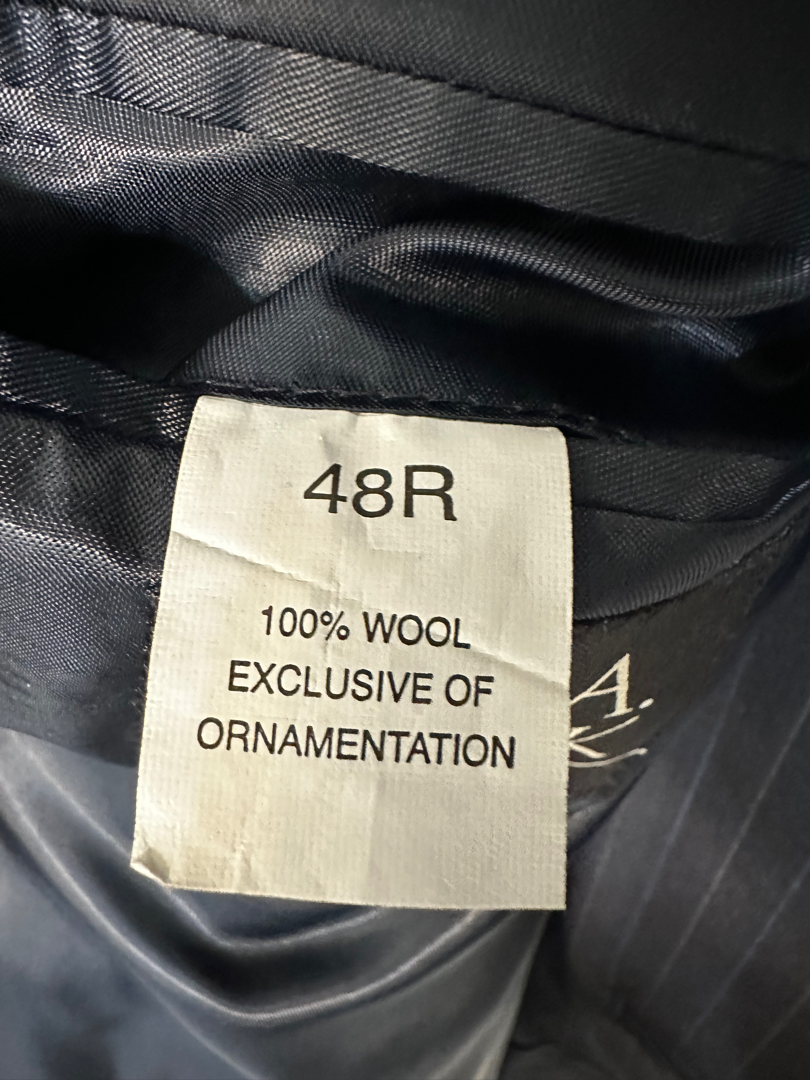 48R
100% WOOL
EXCLUSIVE OF
ORNAMENTATION
A.